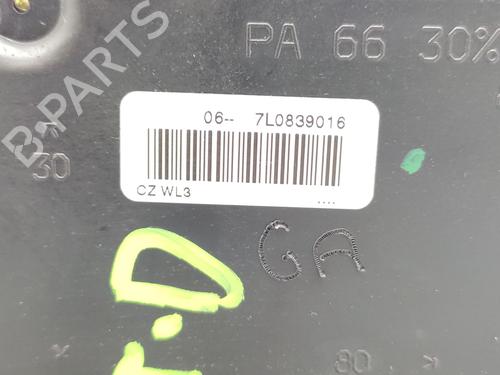 PA 66 30%
06-- 7L0839016
30
CZ WL3
....
GA
80
B-PARTS